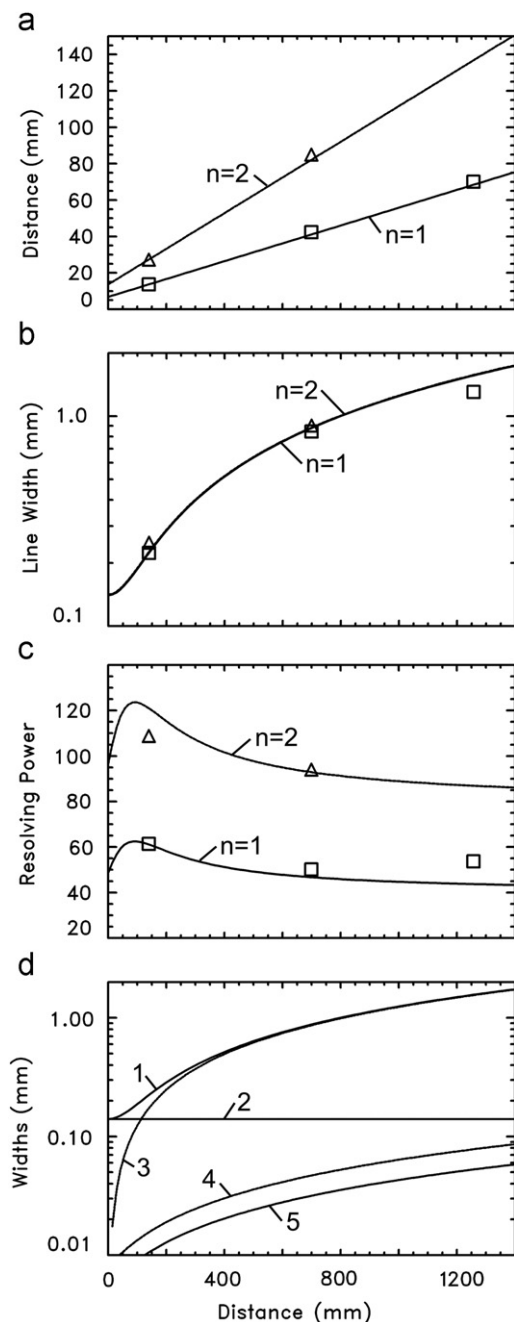 a
140
120
100
80
60
40
20
0
Distance (mm)
n=2
n=1
b
1.0
0.1
Line Width (mm)
n=2
n=1
c
120
100
80
60
40
20
Resolving Power
n=2
n=1
d
1.00
0.10
0.01
Widths (mm)
1
2
3
4
5
0 400 800 1200
Distance (mm)